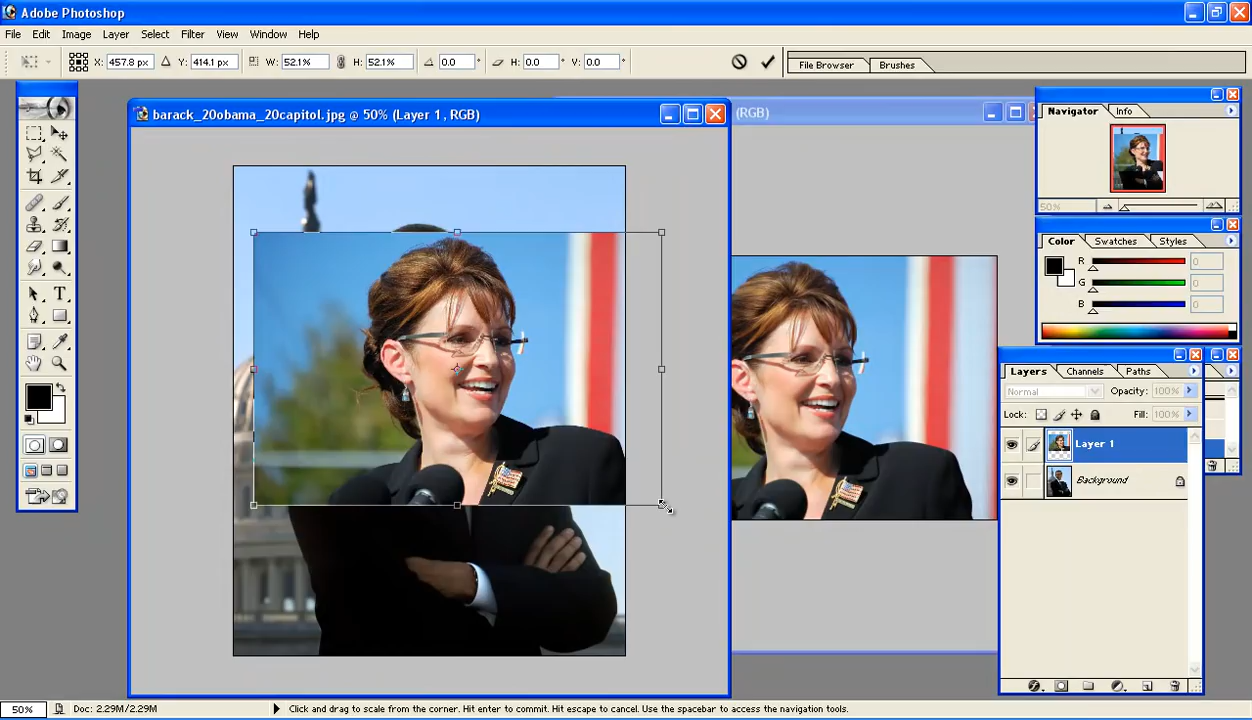 Adobe Photoshop
File Edit Image Layer Select Filter View Window Help
X: 457.8 px Y: 414.1 px W: 52.1% H: 52.1% 0.0 ° H: 0.0 ° V: 0.0 ° File Browser Brushes
barack_20obama_20capitol.jpg @ 50% (Layer 1, RGB)
(RGB)
Navigator Info
50%
Color Swatches Styles
R 0
G 0
B 0
Layers Channels Paths
Normal Opacity: 100%
Lock: Fill: 100%
Layer 1
Background
50% Doc: 2.29M/2.29M Click and drag to scale from the corner. Hit enter to commit. Hit escape to cancel. Use the spacebar to access the navigation tools.